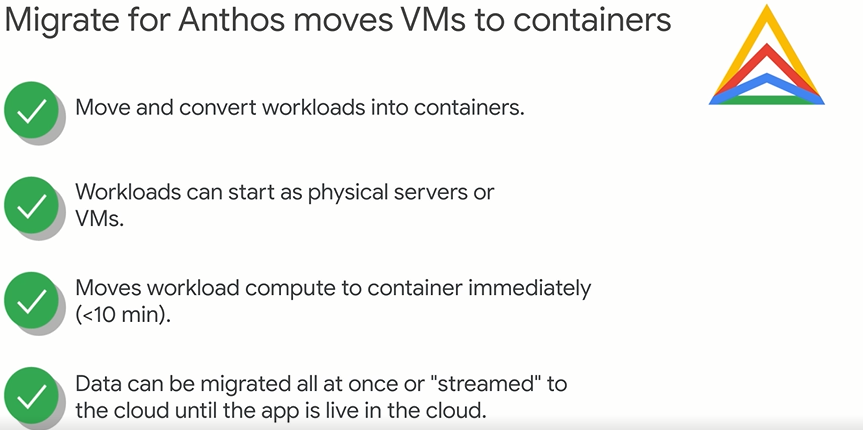 Migrate for Anthos moves VMs to containers
Move and convert workloads into containers.
Workloads can start as physical servers or
VMs.
Moves workload compute to container immediately
(<10 min).
Data can be migrated all at once or "streamed" to
the cloud until the app is live in the cloud.